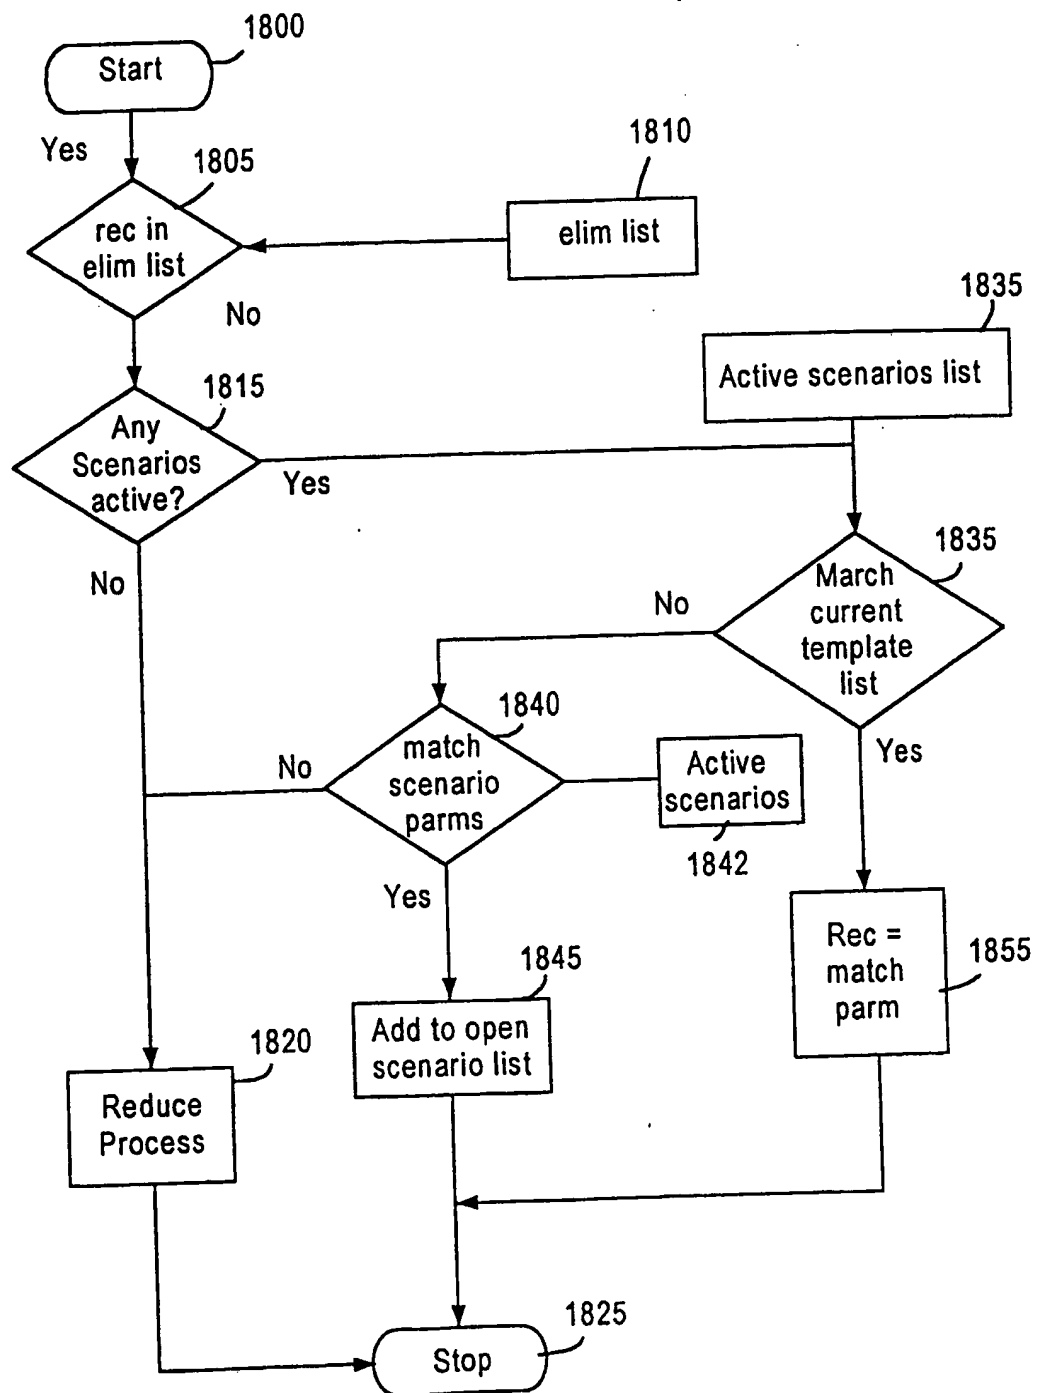 1800
Start
Yes
1805
1810
rec in
elim list
elim list
No
1835
Active scenarios list
1815
Any
Scenarios
active?
Yes
No
1835
March
current
template
list
No
Yes
1840
match
scenario
parms
No
Active
scenarios
1842
Yes
Rec =
match
parm
1855
1845
Add to open
scenario list
1820
Reduce
Process
1825
Stop